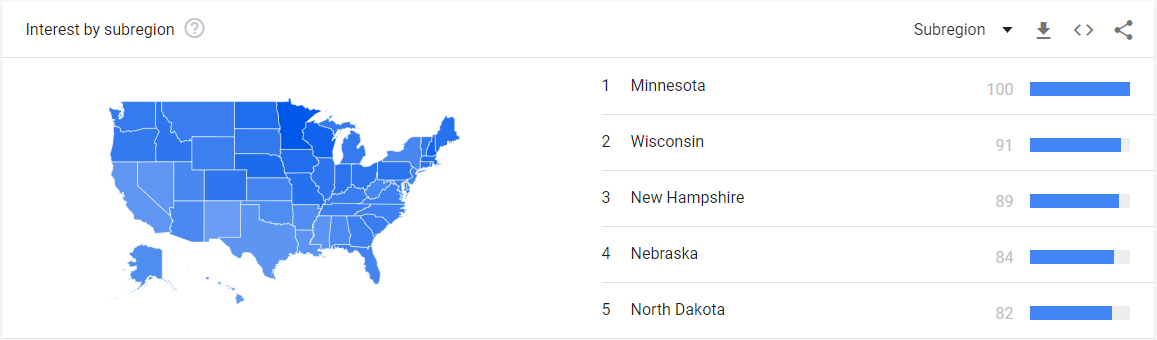 Interest by subregion ?
Subregion
1 Minnesota 100
2 Wisconsin 91
3 New Hampshire 89
4 Nebraska 84
5 North Dakota 82